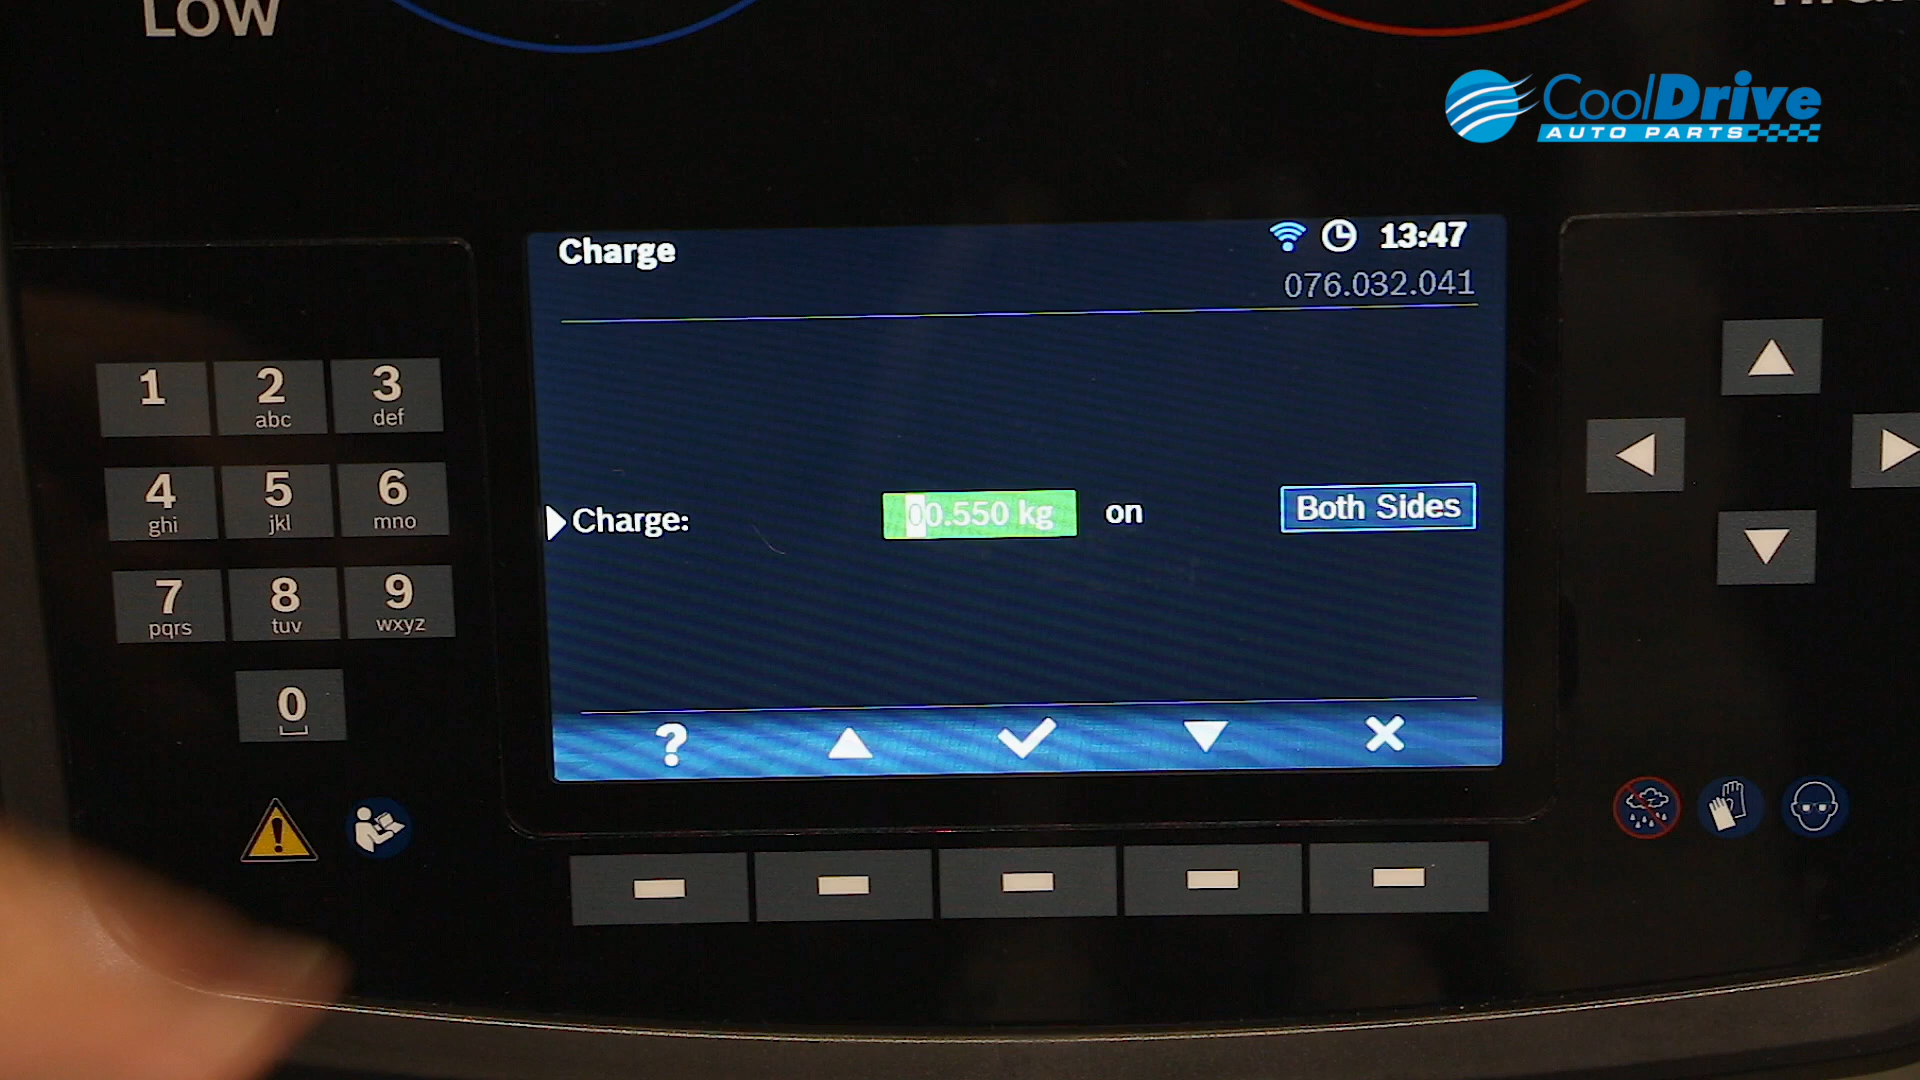 LOW
CoolDrive
AUTO PARTS
Charge
13:47
076.032.041
1
2
abc
3
def
4
ghi
5
jkl
6
mno
7
pqrs
8
tuv
9
wxyz
0
Charge: 00.550 kg on Both Sides
?